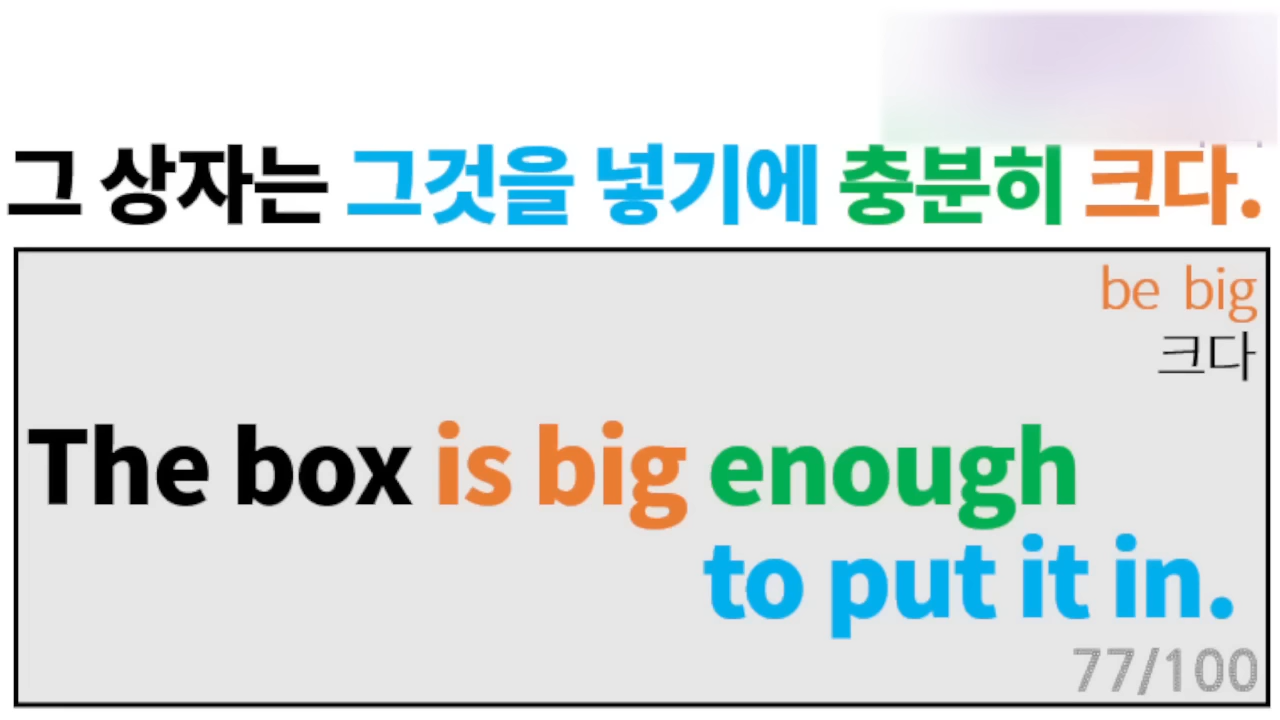 그 상자는 그것을 넣기에 충분히 크다.
be big
크다
The box is big enough
to put it in.
77/100